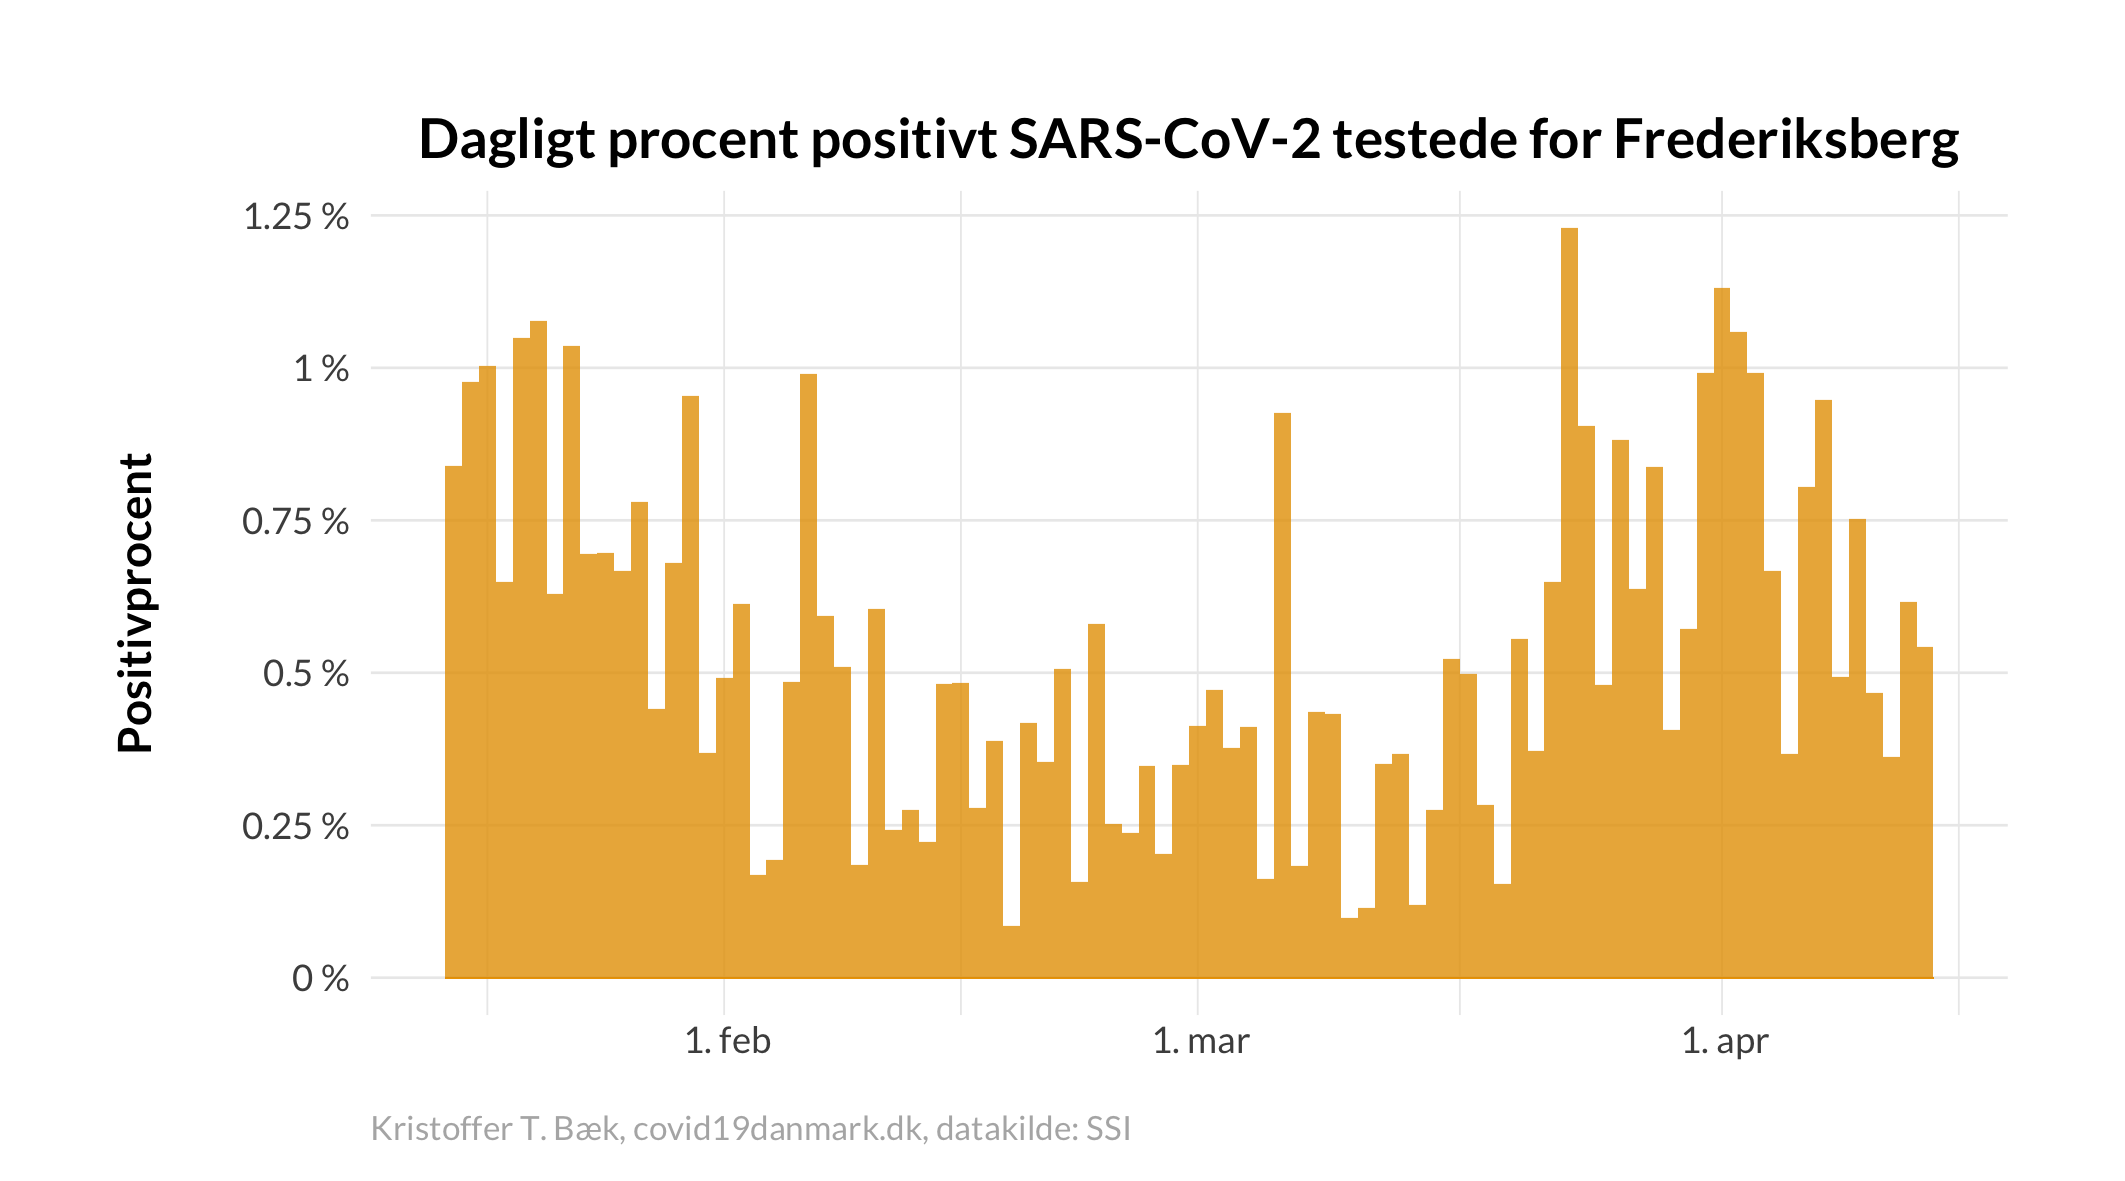 Dagligt procent positivt SARS-CoV-2 testede for Frederiksberg
Positivprocent
1.25 %
1 %
0.75 %
0.5 %
0.25 %
0 %
1. feb
1. mar
1. apr
Kristoffer T. Bæk, covid19danmark.dk, datakilde: SSI